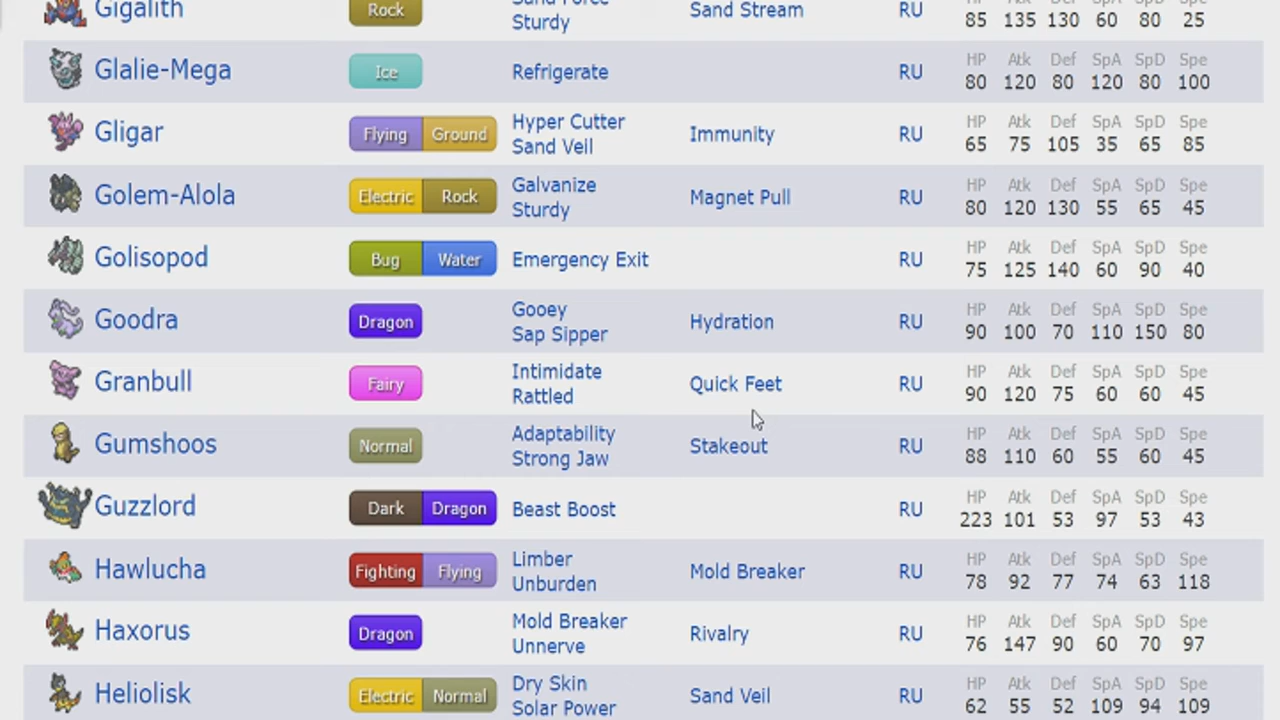 Gigalith Rock Sand Force Sturdy Sand Stream RU HP 85 Atk 135 Def 130 SpA 60 SpD 80 Spe 25
Glalie-Mega Ice Refrigerate RU HP 80 Atk 120 Def 80 SpA 120 SpD 80 Spe 100
Gligar Flying Ground Hyper Cutter Sand Veil Immunity RU HP 65 Atk 75 Def 105 SpA 35 SpD 65 Spe 85
Golem-Alola Electric Rock Galvanize Sturdy Magnet Pull RU HP 80 Atk 120 Def 130 SpA 55 SpD 65 Spe 45
Golisopod Bug Water Emergency Exit RU HP 75 Atk 125 Def 140 SpA 60 SpD 90 Spe 40
Goodra Dragon Gooey Sap Sipper Hydration RU HP 90 Atk 100 Def 70 SpA 110 SpD 150 Spe 80
Granbull Fairy Intimidate Rattled Quick Feet RU HP 90 Atk 120 Def 75 SpA 60 SpD 60 Spe 45
Gumshoos Normal Adaptability Strong Jaw Stakeout RU HP 88 Atk 110 Def 60 SpA 55 SpD 60 Spe 45
Guzzlord Dark Dragon Beast Boost RU HP 223 Atk 101 Def 53 SpA 97 SpD 53 Spe 43
Hawlucha Fighting Flying Limber Unburden Mold Breaker RU HP 78 Atk 92 Def 77 SpA 74 SpD 63 Spe 118
Haxorus Dragon Mold Breaker Unnerve Rivalry RU HP 76 Atk 147 Def 90 SpA 60 SpD 70 Spe 97
Heliolisk Electric Normal Dry Skin Solar Power Sand Veil RU HP 62 Atk 55 Def 52 SpA 109 SpD 94 Spe 109